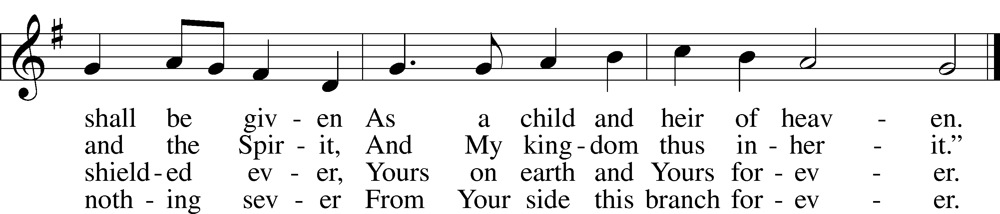 shall be giv - en As a child and heir of heav - en.
and the Spir - it, And My king - dom thus in - her - it.”
shield - ed ev - er, Yours on earth and Yours for - ev - er.
noth - ing sev - er From Your side this branch for - ev - er.